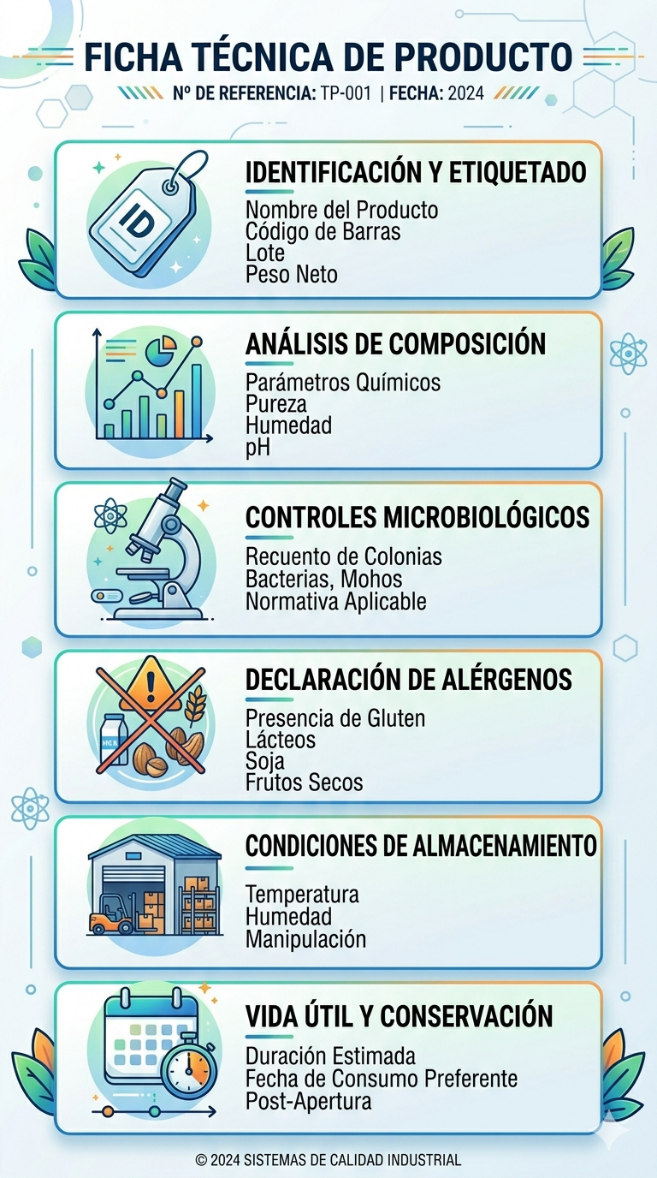 FICHA TÉCNICA DE PRODUCTO
Nº DE REFERENCIA: TP-001 | FECHA: 2024
ID
IDENTIFICACIÓN Y ETIQUETADO
Nombre del Producto
Código de Barras
Lote
Peso Neto
ANÁLISIS DE COMPOSICIÓN
Parámetros Químicos
Pureza
Humedad
pH
CONTROLES MICROBIOLÓGICOS
Recuento de Colonias
Bacterias, Mohos
Normativa Aplicable
DECLARACIÓN DE ALÉRGENOS
Presencia de Gluten
Lácteos
Soja
Frutos Secos
CONDICIONES DE ALMACENAMIENTO
Temperatura
Humedad
Manipulación
VIDA ÚTIL Y CONSERVACIÓN
Duración Estimada
Fecha de Consumo Preferente
Post-Apertura
© 2024 SISTEMAS DE CALIDAD INDUSTRIAL